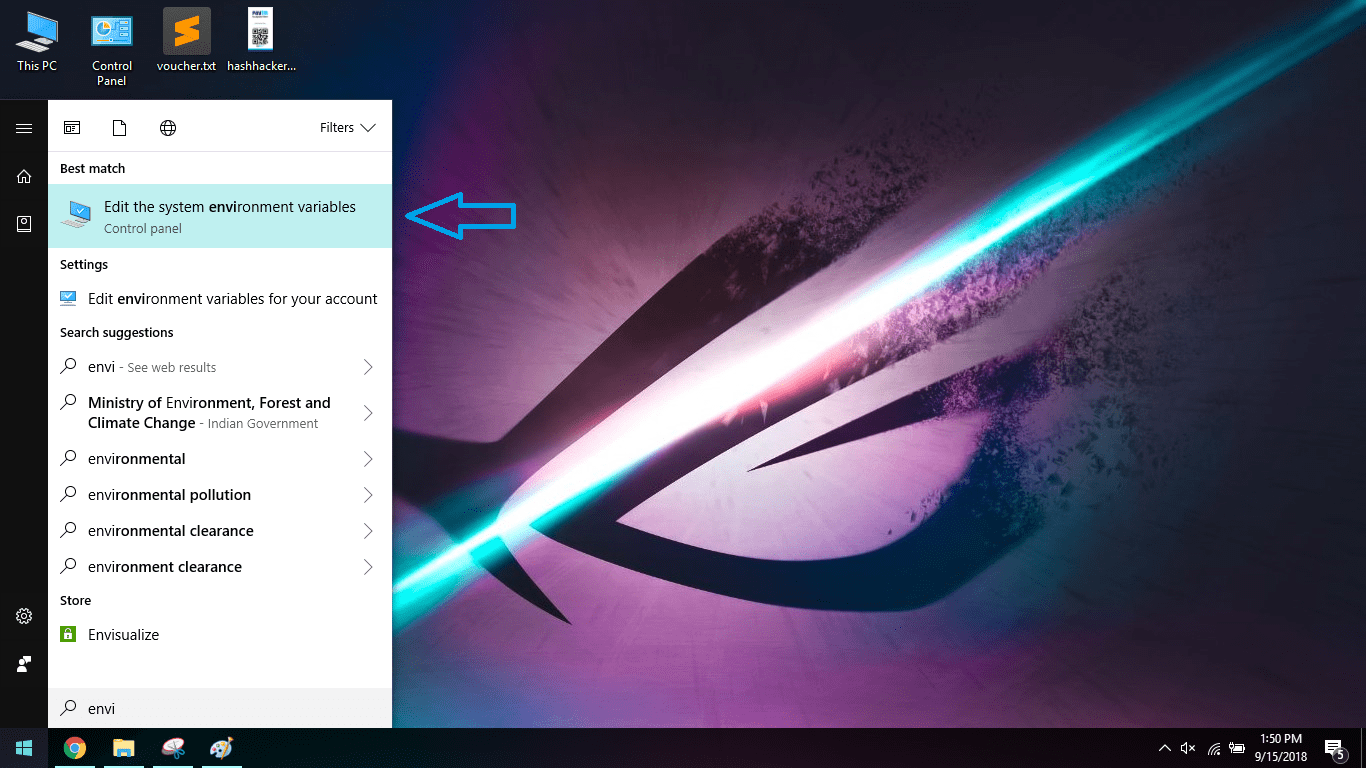 This PC
Control
Panel
voucher.txt
hashhacker...
Filters
Best match
Edit the system environment variables
Control panel
Settings
Edit environment variables for your account
Search suggestions
envi - See web results
Ministry of Environment, Forest and
Climate Change - Indian Government
environmental
environmental pollution
environmental clearance
environment clearance
Store
Envisualize
envi
1:50 PM
9/15/2018
5